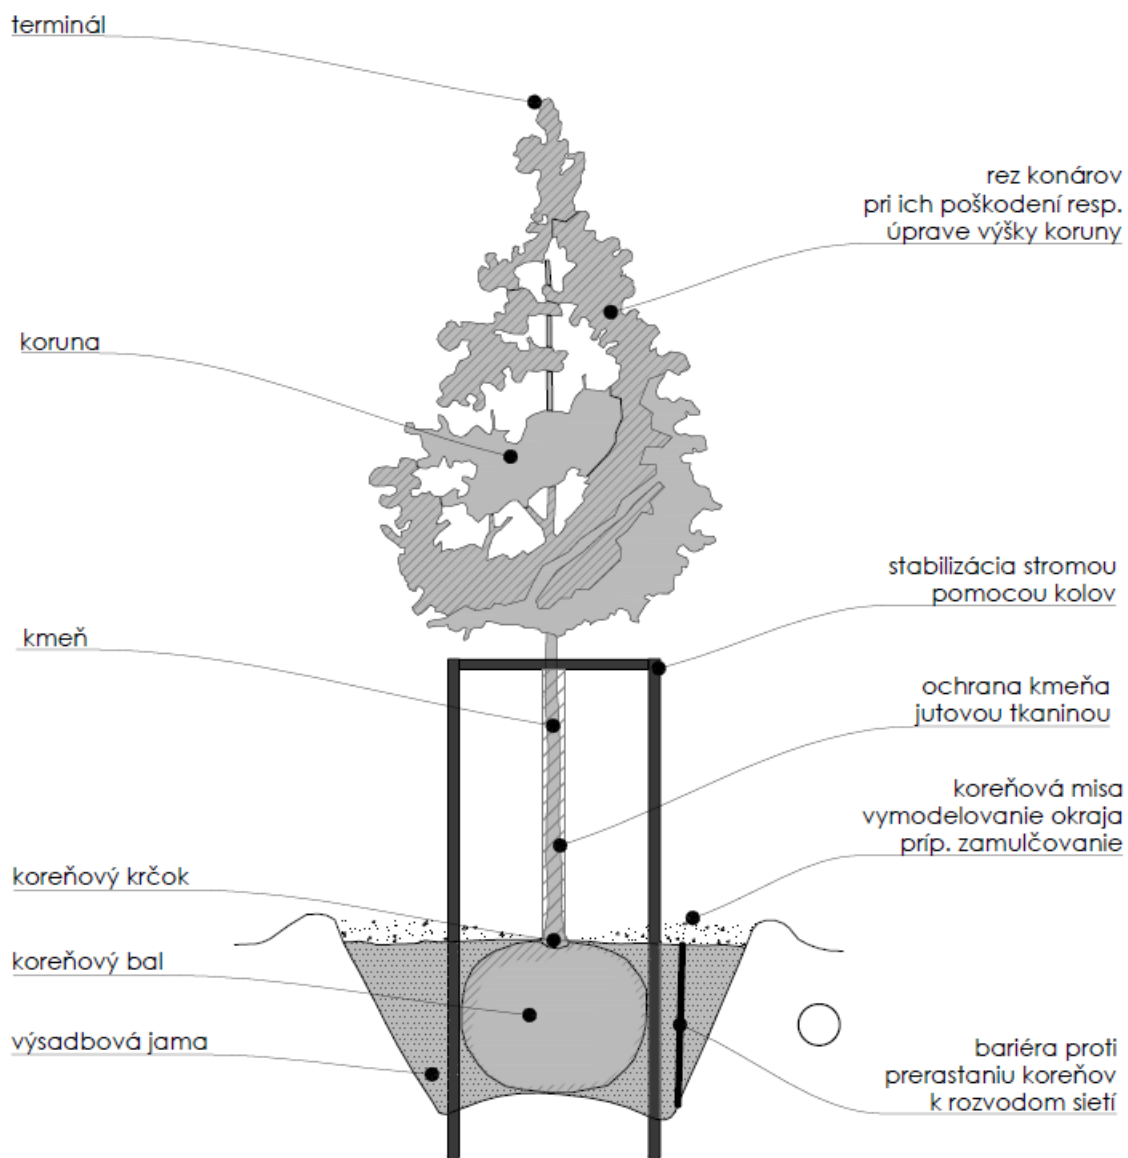 terminál
rez konárov
pri ich poškodení resp.
úprave výšky koruny
koruna
stabilizácia stromou
pomocou kolov
kmeň
ochrana kmeňa
jutovou tkaninou
koreňová misa
vymodelovanie okraja
príp. zamulčovanie
koreňový krčok
koreňový bal
výsadbová jama
bariéra proti
prerastaniu koreňov
k rozvodom sietí